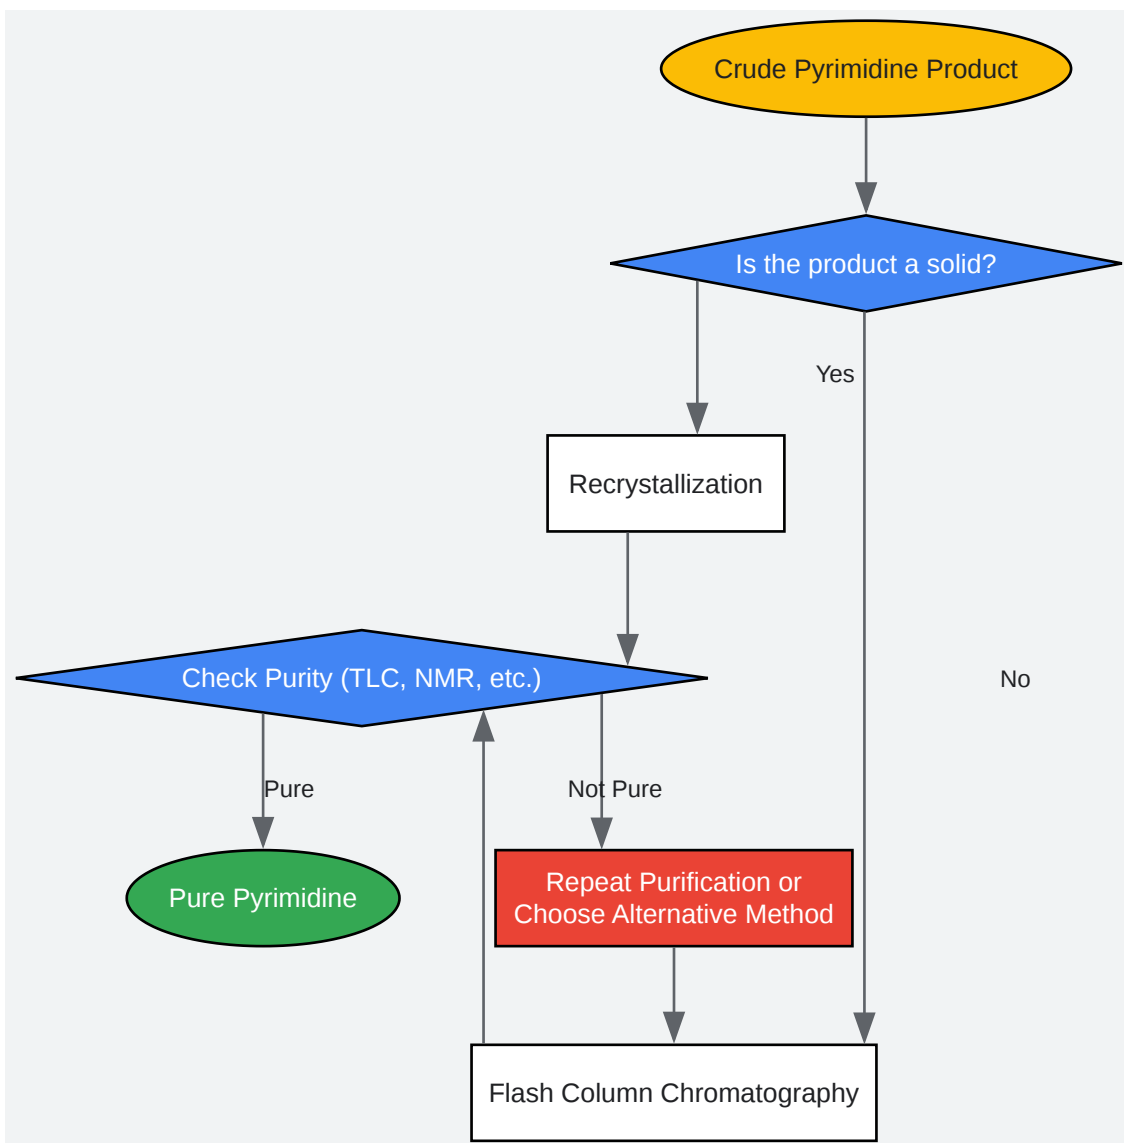 Crude Pyrimidine Product
Is the product a solid?
Yes
Recrystallization
Check Purity (TLC, NMR, etc.)
No
Pure
Not Pure
Pure Pyrimidine
Repeat Purification or
Choose Alternative Method
Flash Column Chromatography